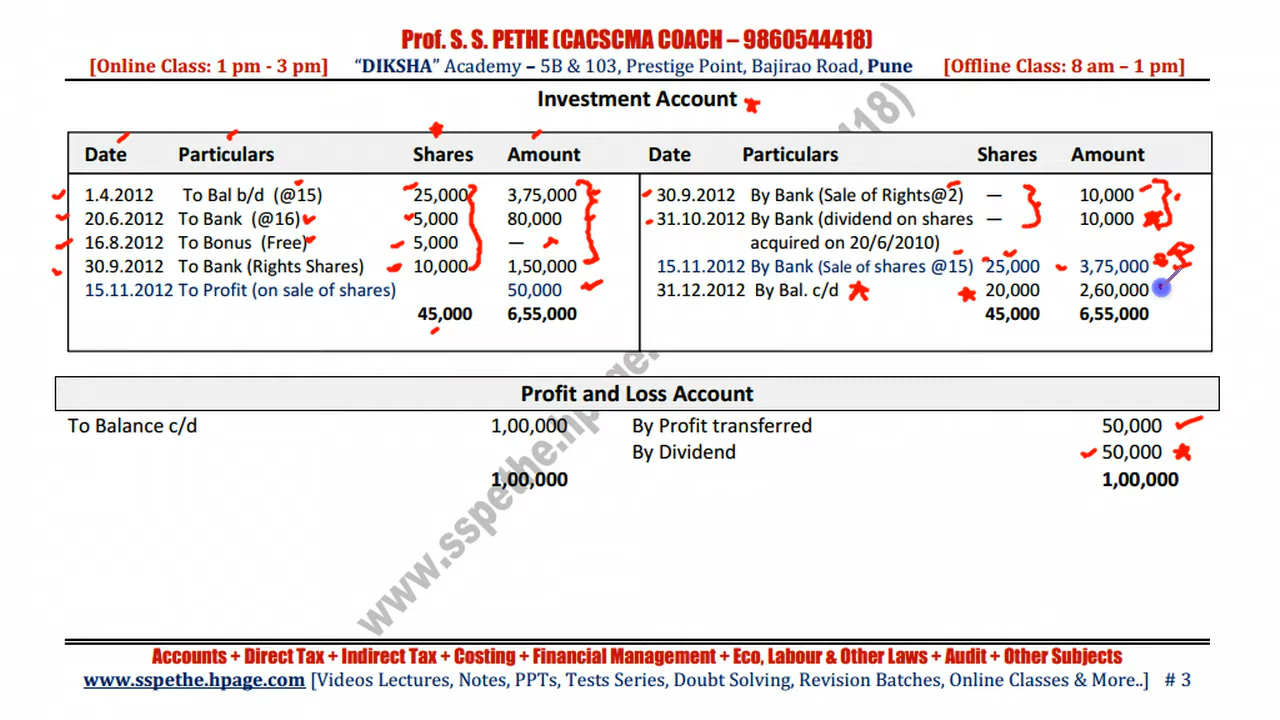 Prof. S. S. PETHE (CACSCMA COACH – 9860544418)
[Online Class: 1 pm - 3 pm] "DIKSHA" Academy – 5B & 103, Prestige Point, Bajirao Road, Pune [Offline Class: 8 am – 1 pm]
Investment Account
Date Particulars Shares Amount Date Particulars Shares Amount
1.4.2012 To Bal b/d (@15) 25,000 3,75,000 30.9.2012 By Bank (Sale of Rights@2) — 10,000
20.6.2012 To Bank (@16) 5,000 80,000 31.10.2012 By Bank (dividend on shares — 10,000
16.8.2012 To Bonus (Free) 5,000 — acquired on 20/6/2010)
30.9.2012 To Bank (Rights Shares) 10,000 1,50,000 15.11.2012 By Bank (Sale of shares @15) 25,000 3,75,000
15.11.2012 To Profit (on sale of shares) 50,000 31.12.2012 By Bal. c/d 20,000 2,60,000
45,000 6,55,000 45,000 6,55,000
Profit and Loss Account
To Balance c/d 1,00,000 By Profit transferred 50,000
By Dividend 50,000
1,00,000 1,00,000
Accounts + Direct Tax + Indirect Tax + Costing + Financial Management + Eco, Labour & Other Laws + Audit + Other Subjects
www.sspethe.hpage.com [Videos Lectures, Notes, PPTs, Tests Series, Doubt Solving, Revision Batches, Online Classes & More..] # 3